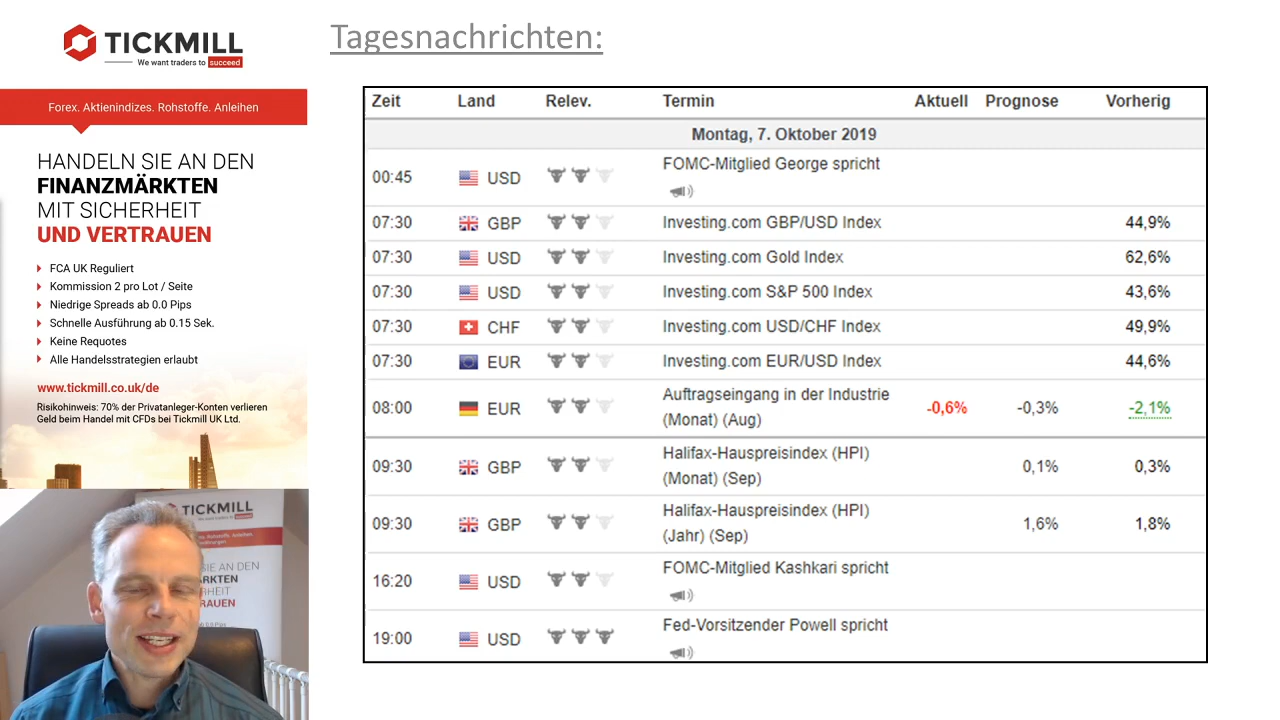 TICKMILL
We want traders to succeed
Forex. Aktienindizes. Rohstoffe. Anleihen
HANDELN SIE AN DEN
FINANZMÄRKTEN
MIT SICHERHEIT
UND VERTRAUEN
FCA UK Reguliert
Kommission 2 pro Lot / Seite
Niedrige Spreads ab 0.0 Pips
Schnelle Ausführung ab 0.15 Sek.
Keine Requotes
Alle Handelsstrategien erlaubt
www.tickmill.co.uk/de
Risikohinweis: 70% der Privatanleger-Konten verlieren
Geld beim Handel mit CFDs bei Tickmill UK Ltd.
TICKMILL
SIE AN DEN
ÄRKTEN
RHEIT
RAUEN
Tagesnachrichten:
Zeit Land Relev. Termin Aktuell Prognose Vorherig
Montag, 7. Oktober 2019
00:45 USD FOMC-Mitglied George spricht
07:30 GBP Investing.com GBP/USD Index 44,9%
07:30 USD Investing.com Gold Index 62,6%
07:30 USD Investing.com S&P 500 Index 43,6%
07:30 CHF Investing.com USD/CHF Index 49,9%
07:30 EUR Investing.com EUR/USD Index 44,6%
08:00 EUR Auftragseingang in der Industrie -0,6% -0,3% -2,1%
(Monat) (Aug)
09:30 GBP Halifax-Hauspreisindex (HPI) 0,1% 0,3%
(Monat) (Sep)
09:30 GBP Halifax-Hauspreisindex (HPI) 1,6% 1,8%
(Jahr) (Sep)
16:20 USD FOMC-Mitglied Kashkari spricht
19:00 USD Fed-Vorsitzender Powell spricht